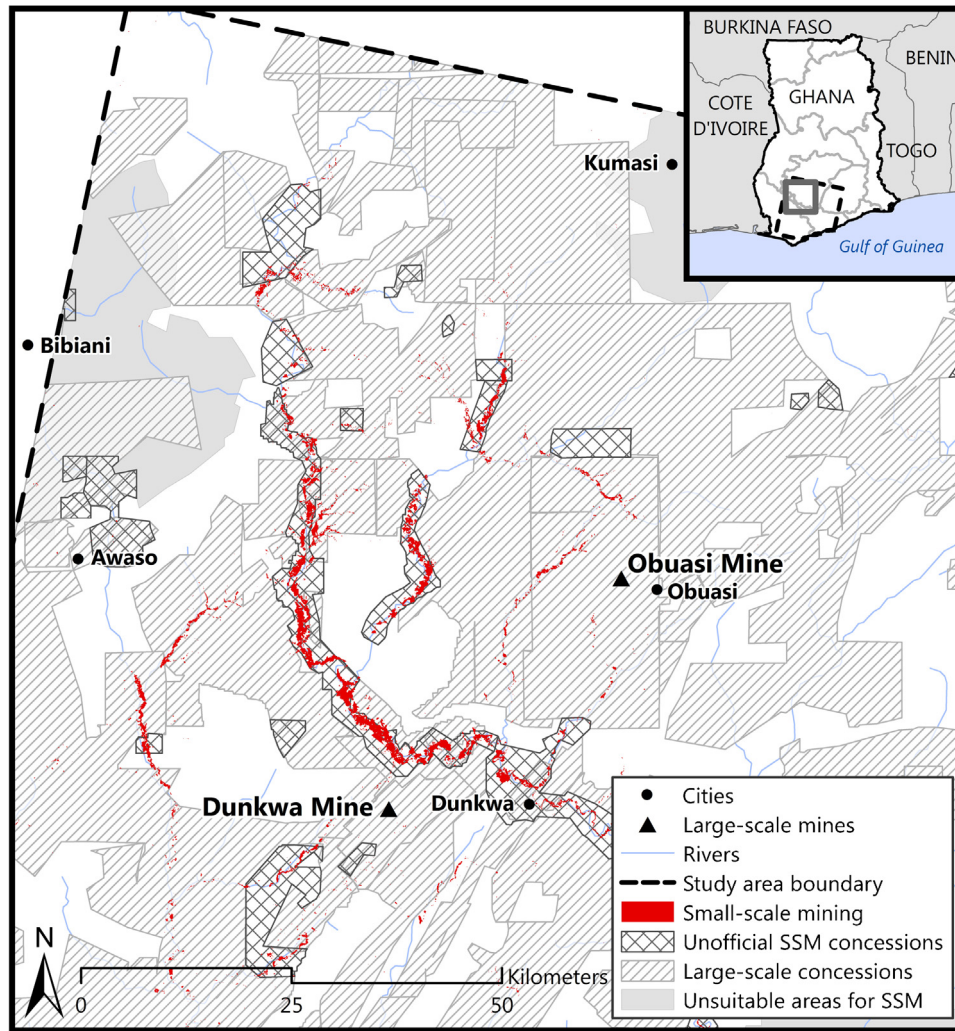 BURKINA FASO
BENIN
GHANA
COTE
D'IVOIRE
TOGO
Gulf of Guinea
Kumasi
Bibiani
Awaso
Obuasi Mine
Obuasi
Dunkwa Mine
Dunkwa
Cities
Large-scale mines
Rivers
Study area boundary
Small-scale mining
Unofficial SSM concessions
Large-scale concessions
Unsuitable areas for SSM
N
Kilometers
0
25
50